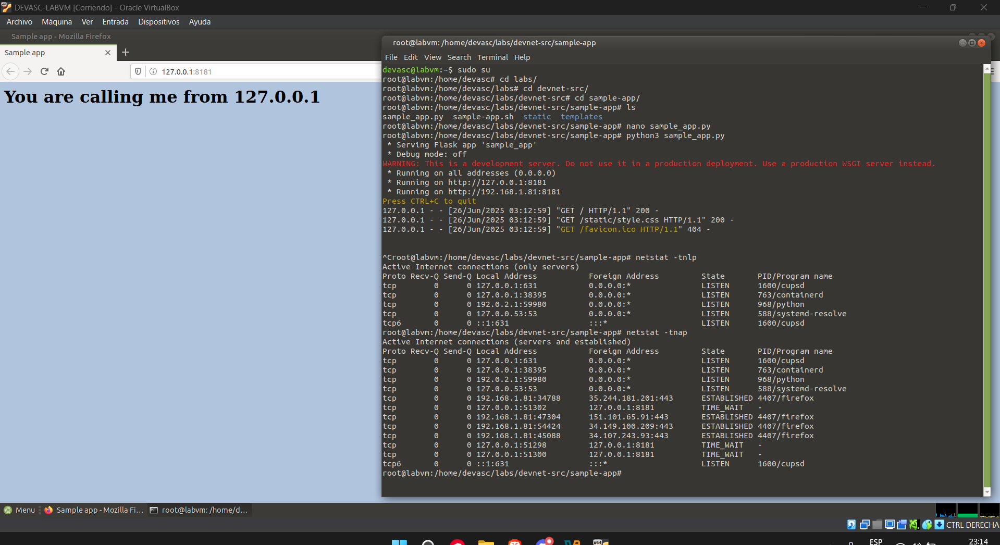 DEVASC-LABVM [Corriendo] - Oracle VirtualBox
Archivo Máquina Ver Entrada Dispositivos Ayuda
Sample app - Mozilla Firefox
Sample app
127.0.0.1:8181
You are calling me from 127.0.0.1
root@labvm: /home/devasc/labs/devnet-src/sample-app
File Edit View Search Terminal Help
devasc@labvm:~$ sudo su
root@labvm:/home/devasc# cd labs/
root@labvm:/home/devasc/labs# cd devnet-src/
root@labvm:/home/devasc/labs/devnet-src# cd sample-app/
root@labvm:/home/devasc/labs/devnet-src/sample-app# ls
sample_app.py  sample-app.sh  static  templates
root@labvm:/home/devasc/labs/devnet-src/sample-app# nano sample_app.py
root@labvm:/home/devasc/labs/devnet-src/sample-app# python3 sample_app.py
 * Serving Flask app 'sample_app'
 * Debug mode: off
WARNING: This is a development server. Do not use it in a production deployment. Use a production WSGI server instead.
 * Running on all addresses (0.0.0.0)
 * Running on http://127.0.0.1:8181
 * Running on http://192.168.1.81:8181
Press CTRL+C to quit
127.0.0.1 - - [26/Jun/2025 03:12:59] "GET / HTTP/1.1" 200 -
127.0.0.1 - - [26/Jun/2025 03:12:59] "GET /static/style.css HTTP/1.1" 200 -
127.0.0.1 - - [26/Jun/2025 03:12:59] "GET /favicon.ico HTTP/1.1" 404 -
^Croot@labvm:/home/devasc/labs/devnet-src/sample-app# netstat -tnlp
Active Internet connections (only servers)
Proto Recv-Q Send-Q Local Address           Foreign Address         State       PID/Program name
tcp        0      0 127.0.0.1:631           0.0.0.0:*               LISTEN      1600/cupsd
tcp        0      0 127.0.0.1:38395         0.0.0.0:*               LISTEN      763/containerd
tcp        0      0 192.0.2.1:59980         0.0.0.0:*               LISTEN      968/python
tcp        0      0 127.0.0.53:53           0.0.0.0:*               LISTEN      588/systemd-resolve
tcp6       0      0 ::1:631                 :::*                    LISTEN      1600/cupsd
root@labvm:/home/devasc/labs/devnet-src/sample-app# netstat -tnap
Active Internet connections (servers and established)
Proto Recv-Q Send-Q Local Address           Foreign Address         State       PID/Program name
tcp        0      0 127.0.0.1:631           0.0.0.0:*               LISTEN      1600/cupsd
tcp        0      0 127.0.0.1:38395         0.0.0.0:*               LISTEN      763/containerd
tcp        0      0 192.0.2.1:59980         0.0.0.0:*               LISTEN      968/python
tcp        0      0 127.0.0.53:53           0.0.0.0:*               LISTEN      588/systemd-resolve
tcp        0      0 192.168.1.81:34788      35.244.181.201:443      ESTABLISHED 4407/firefox
tcp        0      0 127.0.0.1:51302         127.0.0.1:8181          TIME_WAIT   -
tcp        0      0 192.168.1.81:47304      151.101.65.91:443       ESTABLISHED 4407/firefox
tcp        0      0 192.168.1.81:54424      34.149.100.209:443      ESTABLISHED 4407/firefox
tcp        0      0 192.168.1.81:45088      34.107.243.93:443       ESTABLISHED 4407/firefox
tcp        0      0 127.0.0.1:51298         127.0.0.1:8181          TIME_WAIT   -
tcp        0      0 127.0.0.1:51300         127.0.0.1:8181          TIME_WAIT   -
tcp6       0      0 ::1:631                 :::*                    LISTEN      1600/cupsd
root@labvm:/home/devasc/labs/devnet-src/sample-app#
Menu Sample app - Mozilla Fi... root@labvm: /home/d...
CTRL DERECHA
x64 ESP 23:14